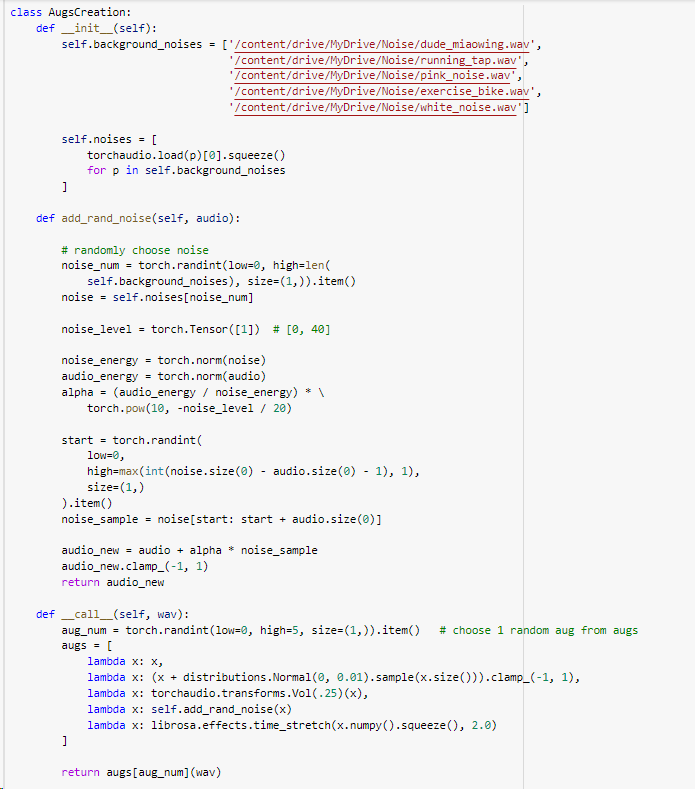 class AugsCreation:
    def __init__(self):
        self.background_noises = ['/content/drive/MyDrive/Noise/dude_miaowing.wav',
                                  '/content/drive/MyDrive/Noise/running_tap.wav',
                                  '/content/drive/MyDrive/Noise/pink_noise.wav',
                                  '/content/drive/MyDrive/Noise/exercise_bike.wav',
                                  '/content/drive/MyDrive/Noise/white_noise.wav']

        self.noises = [
            torchaudio.load(p)[0].squeeze()
            for p in self.background_noises
        ]

    def add_rand_noise(self, audio):

        # randomly choose noise
        noise_num = torch.randint(low=0, high=len(
            self.background_noises), size=(1,)).item()
        noise = self.noises[noise_num]

        noise_level = torch.Tensor([1])  # [0, 40]

        noise_energy = torch.norm(noise)
        audio_energy = torch.norm(audio)
        alpha = (audio_energy / noise_energy) * \
            torch.pow(10, -noise_level / 20)

        start = torch.randint(
            low=0,
            high=max(int(noise.size(0) - audio.size(0) - 1), 1),
            size=(1,)
        ).item()
        noise_sample = noise[start: start + audio.size(0)]

        audio_new = audio + alpha * noise_sample
        audio_new.clamp_(-1, 1)
        return audio_new

    def __call__(self, wav):
        aug_num = torch.randint(low=0, high=5, size=(1,)).item()   # choose 1 random aug from augs
        augs = [
            lambda x: x,
            lambda x: (x + distributions.Normal(0, 0.01).sample(x.size())).clamp_(-1, 1),
            lambda x: torchaudio.transforms.Vol(.25)(x),
            lambda x: self.add_rand_noise(x)
            lambda x: librosa.effects.time_stretch(x.numpy().squeeze(), 2.0)
        ]

        return augs[aug_num](wav)